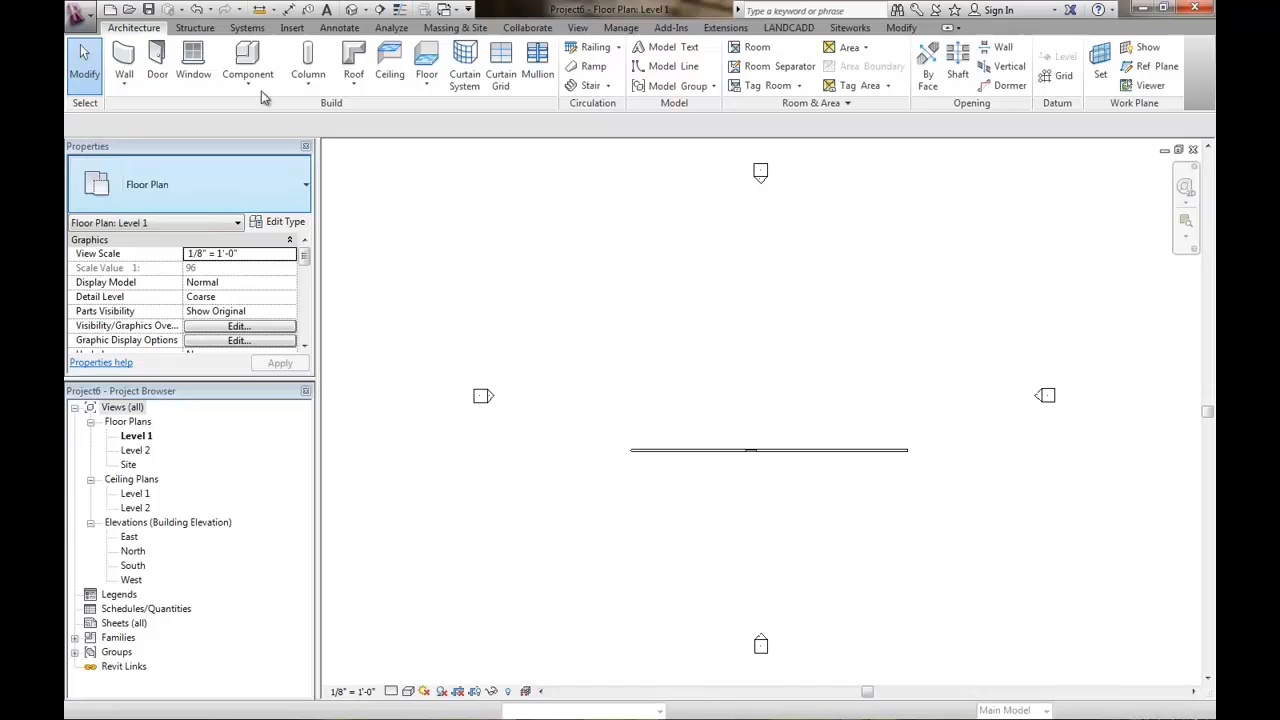 Project6 - Floor Plan: Level 1
Type a keyword or phrase
Sign In
Architecture Structure Systems Insert Annotate Analyze Massing & Site Collaborate View Manage Add-Ins Extensions LANDCADD Siteworks Modify
Modify Wall Door Window Component Column Roof Ceiling Floor Curtain System Curtain Grid Mullion
Railing Model Text Room Area Wall Level Show
Ramp Model Line Room Separator Area Boundary By Face Shaft Vertical Grid Set Ref Plane
Stair Model Group Tag Room Tag Area Dormer Viewer
Select Build Circulation Model Room & Area Opening Datum Work Plane
Properties
Floor Plan
Floor Plan: Level 1 Edit Type
Graphics
View Scale 1/8" = 1'-0"
Scale Value 1: 96
Display Model Normal
Detail Level Coarse
Parts Visibility Show Original
Visibility/Graphics Ove... Edit...
Graphic Display Options Edit...
Properties help Apply
Project6 - Project Browser
Views (all)
Floor Plans
Level 1
Level 2
Site
Ceiling Plans
Level 1
Level 2
Elevations (Building Elevation)
East
North
South
West
Legends
Schedules/Quantities
Sheets (all)
Families
Groups
Revit Links
1/8" = 1'-0"
Main Model